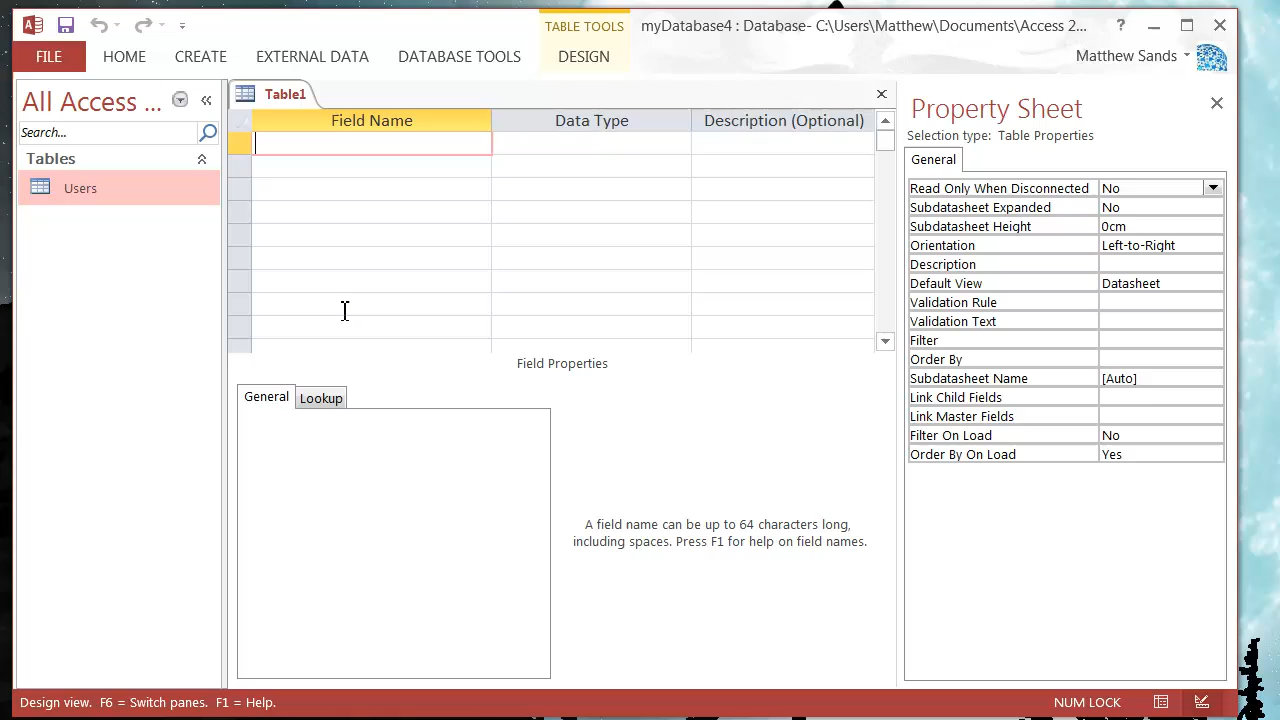 TABLE TOOLS
myDatabase4 : Database- C:\Users\Matthew\Documents\Access 2...
?
FILE
HOME
CREATE
EXTERNAL DATA
DATABASE TOOLS
DESIGN
Matthew Sands
All Access ...
Search...
Tables
Users
Table1
Field Name
Data Type
Description (Optional)
Field Properties
General
Lookup
A field name can be up to 64 characters long,
including spaces. Press F1 for help on field names.
Property Sheet
Selection type: Table Properties
General
Read Only When Disconnected No
Subdatasheet Expanded No
Subdatasheet Height 0cm
Orientation Left-to-Right
Description
Default View Datasheet
Validation Rule
Validation Text
Filter
Order By
Subdatasheet Name [Auto]
Link Child Fields
Link Master Fields
Filter On Load No
Order By On Load Yes
Design view. F6 = Switch panes. F1 = Help.
NUM LOCK